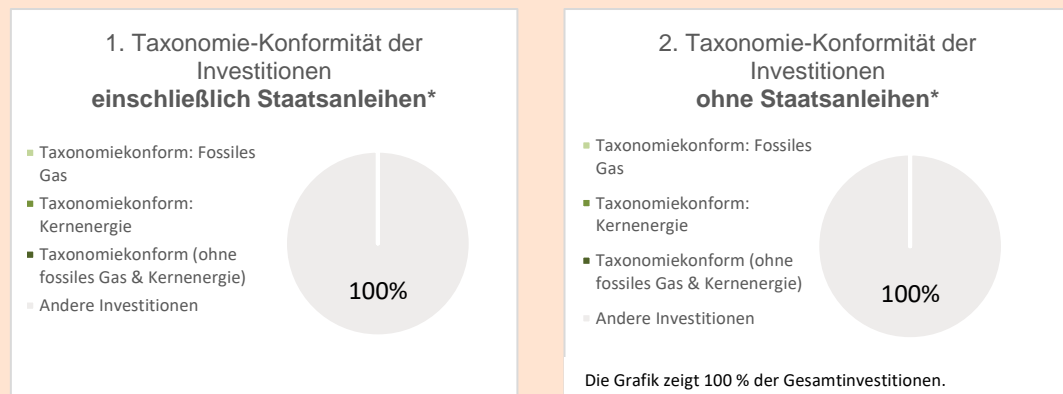 1. Taxonomie-Konformität der
Investitionen
einschließlich Staatsanleihen*
Taxonomiekonform: Fossiles
Gas
Taxonomiekonform:
Kernenergie
Taxonomiekonform (ohne
fossiles Gas & Kernenergie)
Andere Investitionen
100%
2. Taxonomie-Konformität der
Investitionen
ohne Staatsanleihen*
Taxonomiekonform: Fossiles
Gas
Taxonomiekonform:
Kernenergie
Taxonomiekonform (ohne
fossiles Gas & Kernenergie)
Andere Investitionen
100%
Die Grafik zeigt 100 % der Gesamtinvestitionen.